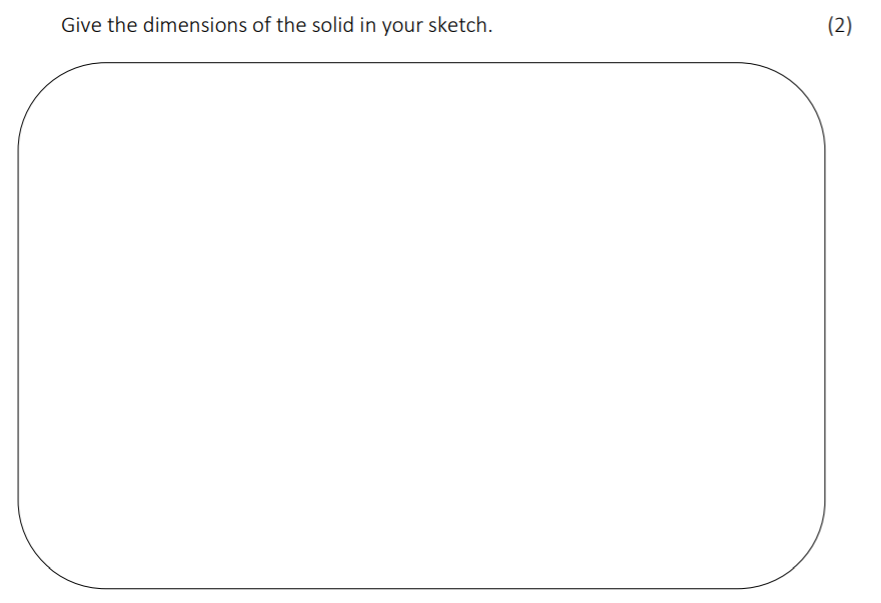 Give the dimensions of the solid in your sketch. (2)